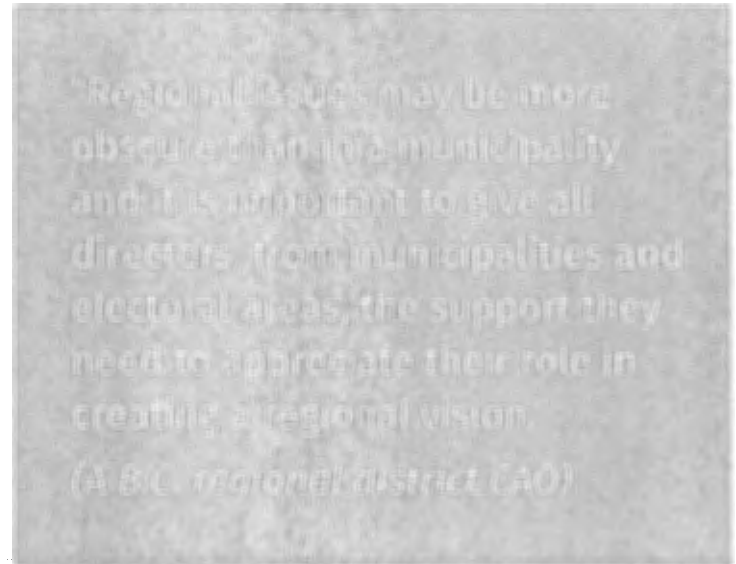 "Regional issues may be more
obscure than in a municipality
and it is important to give all
directors, from municipalities and
electoral areas, the support they
need to appreciate their role in
creating a regional vision.
(A B.C. regional district CAO)